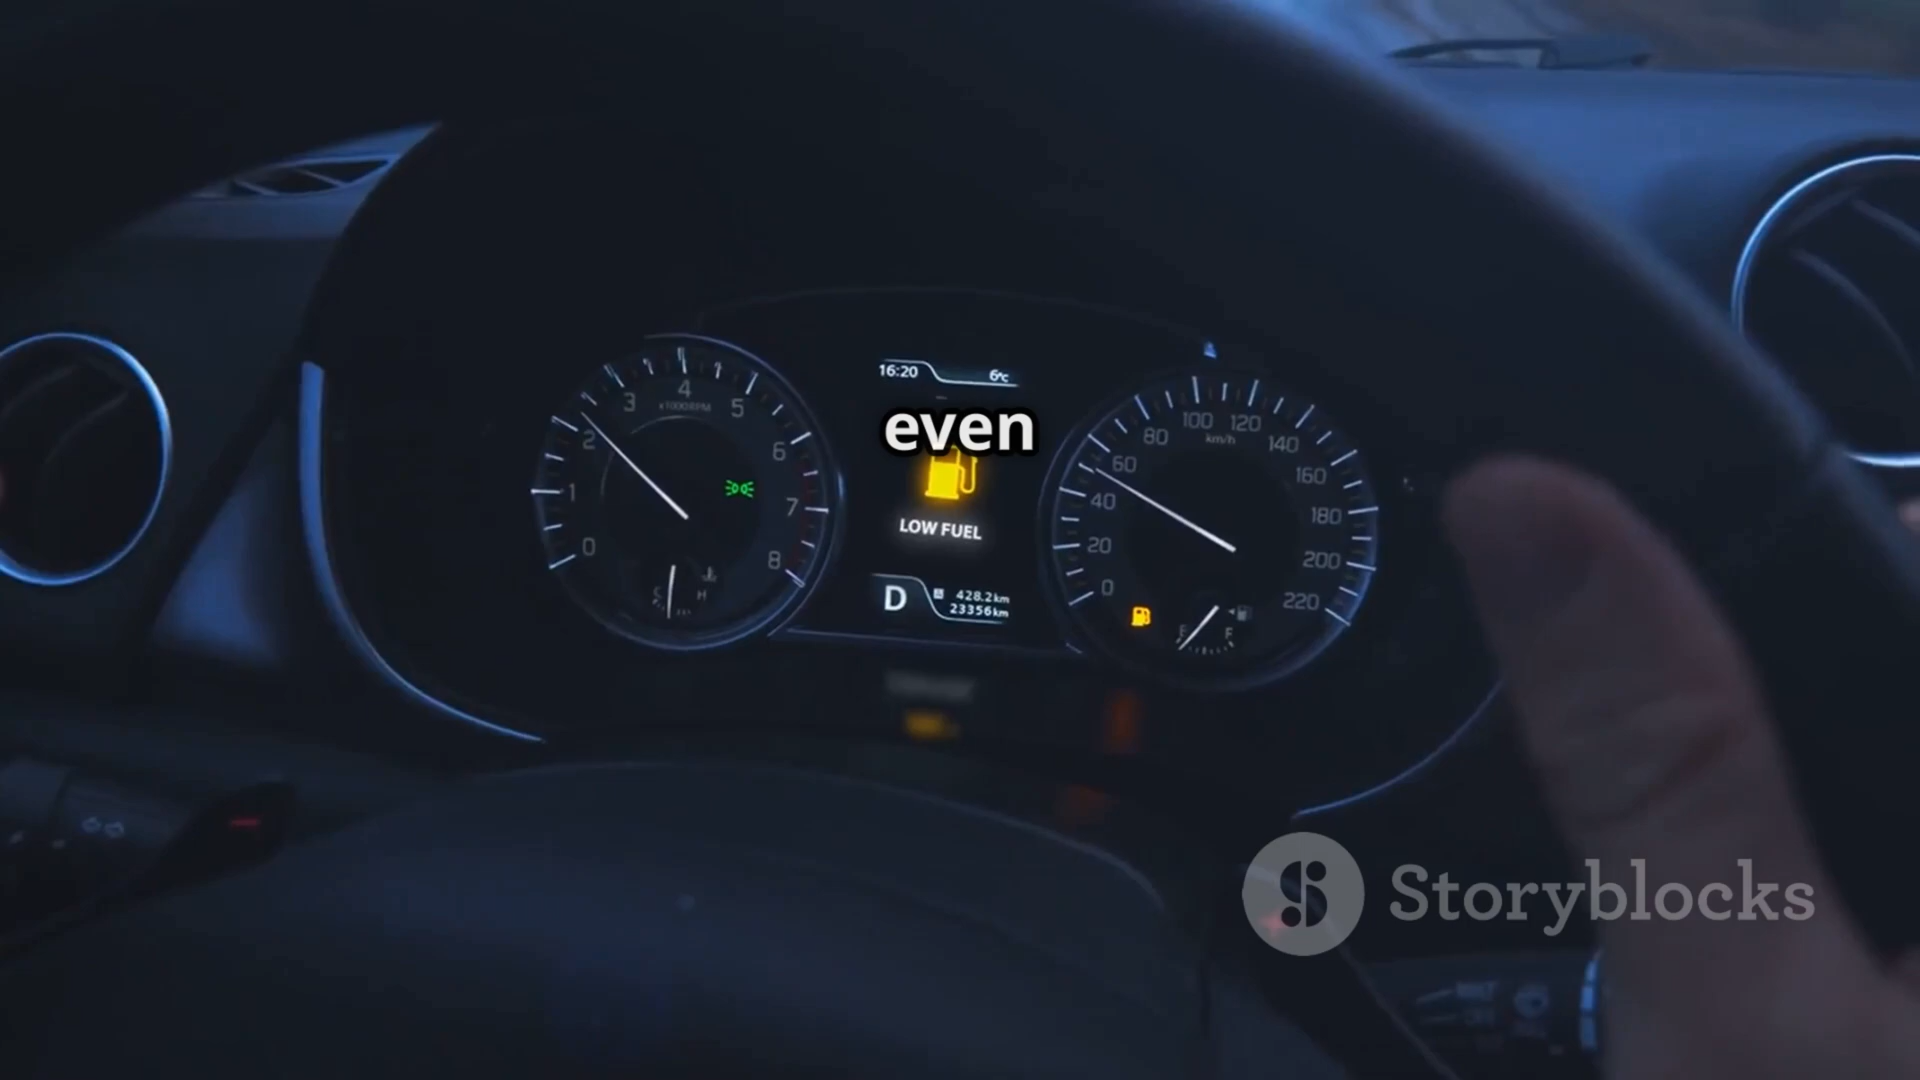 16:20 6°c
even
LOW FUEL
D A 428.2km
23356km
0 1 2 3 4 5 6 7 8
x1000RPM
H
0 20 40 60 80 100 120 140 160 180 200 220
km/h
E F
Storyblocks